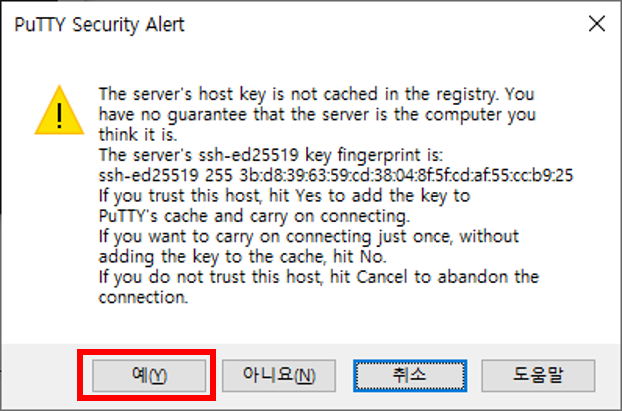 PuTTY Security Alert
The server's host key is not cached in the registry. You
have no guarantee that the server is the computer you
think it is.
The server's ssh-ed25519 key fingerprint is:
ssh-ed25519 255 3b:d8:39:63:59:cd:38:04:8f:5f:cd:af:55:cc:b9:25
If you trust this host, hit Yes to add the key to
PuTTY's cache and carry on connecting.
If you want to carry on connecting just once, without
adding the key to the cache, hit No.
If you do not trust this host, hit Cancel to abandon the
connection.
예(Y) 아니요(N) 취소 도움말